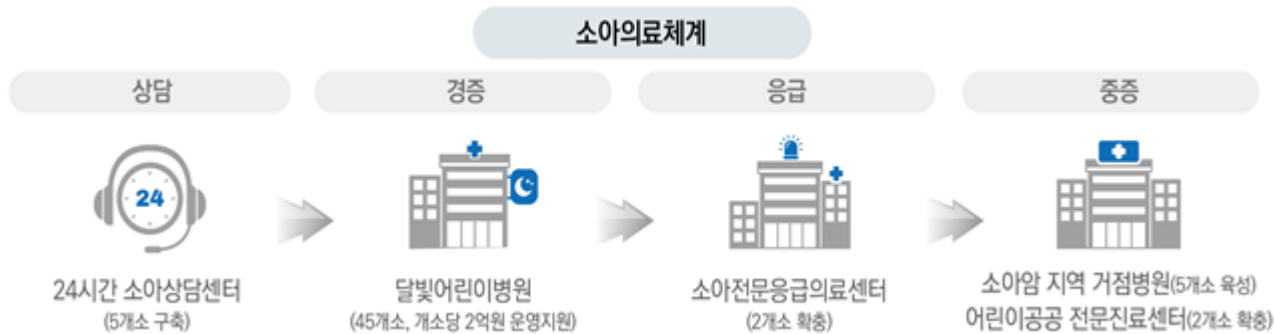 소아의료체계
상담
경증
응급
중증
24
24시간 소아상담센터
(5개소 구축)
달빛어린이병원
(45개소, 개소당 2억원 운영지원)
소아전문응급의료센터
(2개소 확충)
소아암 지역 거점병원(5개소 육성)
어린이공공 전문진료센터(2개소 확충)